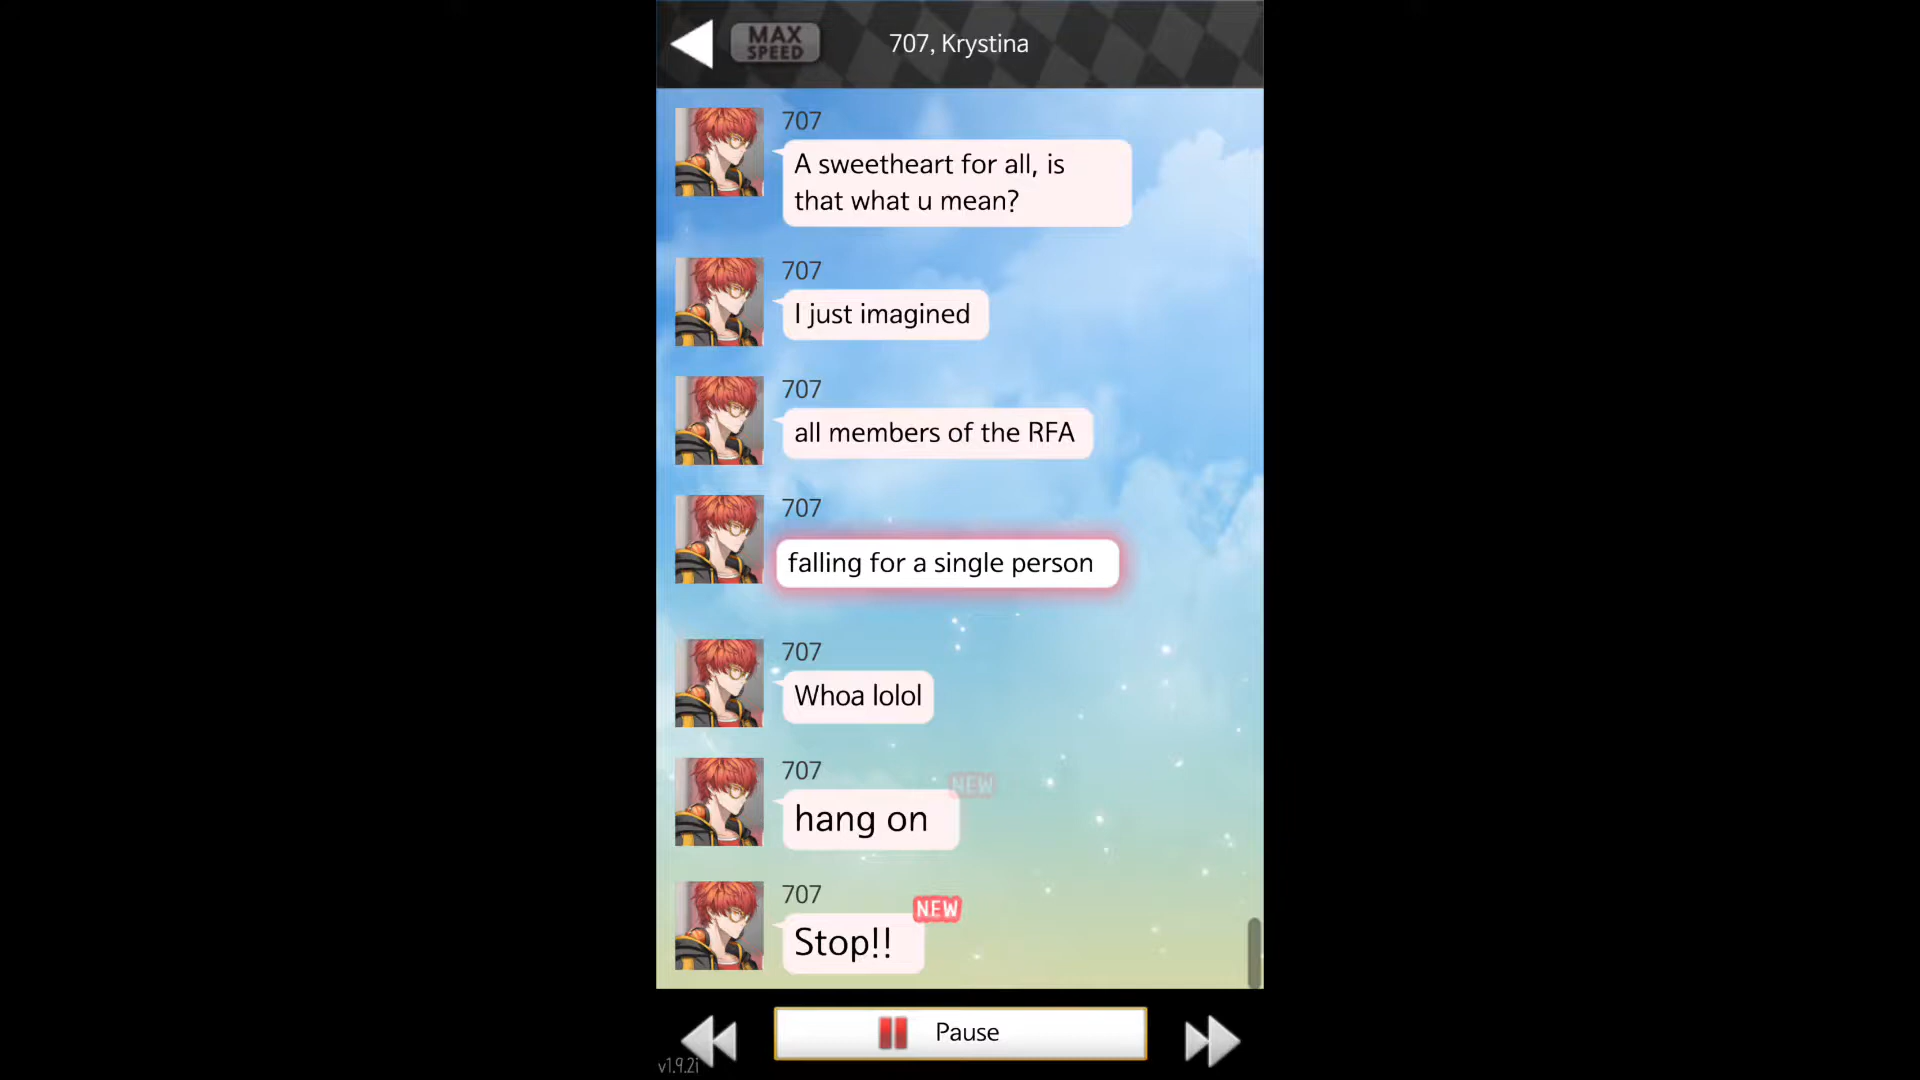 MAX
SPEED
707, Krystina
707
A sweetheart for all, is
that what u mean?
707
I just imagined
707
all members of the RFA
707
falling for a single person
707
Whoa lolol
707
NEW
hang on
707
NEW
Stop!!
Pause
v1.9.2i